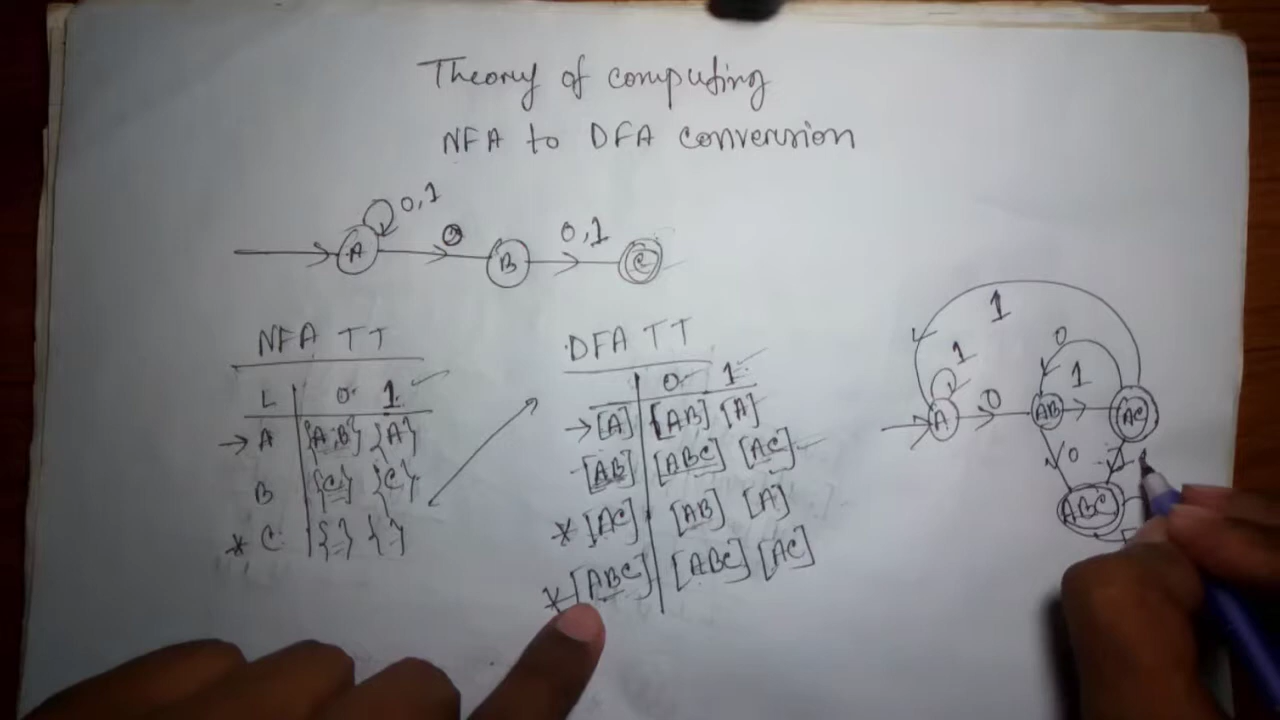 Theory of computing
NFA to DFA conversion
0,1
A
0
B
0,1
C
NFA TT
L 0 1
→ A {A,B} {A}
B {C} {C}
* C {-} {-}
DFA TT
0 1
→ [A] [AB] [A]
[AB] [ABC] [AC]
* [AC] [AB] [A]
* [ABC] [ABC] [AC]
1
1
0
1
A
0
AB
AC
0
ABC